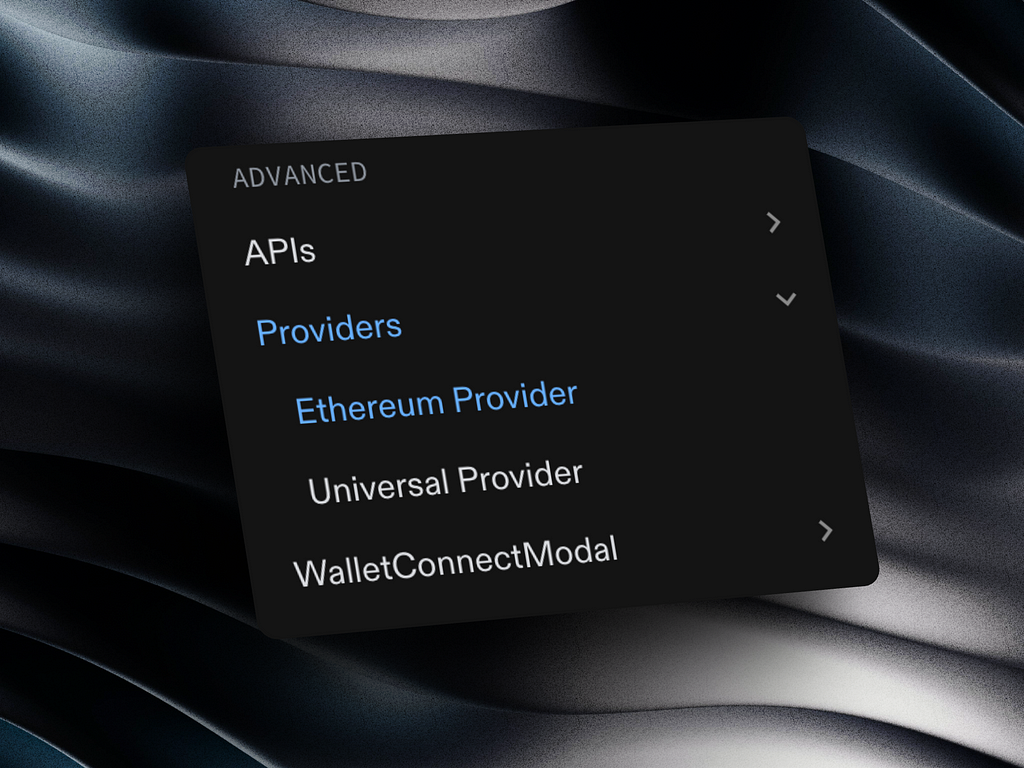 ADVANCED
APIs
Providers
Ethereum Provider
Universal Provider
WalletConnectModal